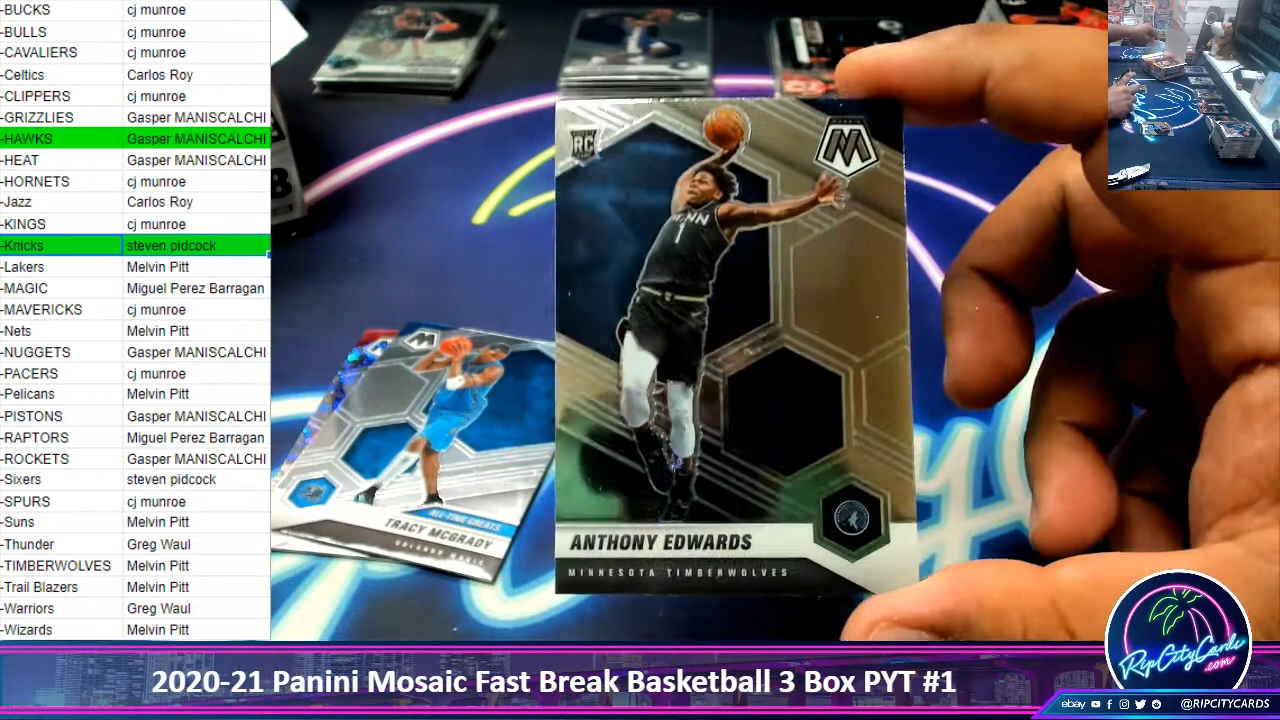 -BUCKS cj munroe
-BULLS cj munroe
-CAVALIERS cj munroe
-Celtics Carlos Roy
-CLIPPERS cj munroe
-GRIZZLIES Gasper MANISCALCHI
-HAWKS Gasper MANISCALCHI
-HEAT Gasper MANISCALCHI
-HORNETS cj munroe
-Jazz Carlos Roy
-KINGS cj munroe
-Knicks steven pidcock
-Lakers Melvin Pitt
-MAGIC Miguel Perez Barragan
-MAVERICKS cj munroe
-Nets Melvin Pitt
-NUGGETS Gasper MANISCALCHI
-PACERS cj munroe
-Pelicans Melvin Pitt
-PISTONS Gasper MANISCALCHI
-RAPTORS Miguel Perez Barragan
-ROCKETS Gasper MANISCALCHI
-Sixers steven pidcock
-SPURS cj munroe
-Suns Melvin Pitt
-Thunder Greg Waul
-TIMBERWOLVES Melvin Pitt
-Trail Blazers Melvin Pitt
-Warriors Greg Waul
-Wizards Melvin Pitt
RC
MOSAIC
M
MINN
1
ANTHONY EDWARDS
MINNESOTA TIMBERWOLVES
ALL-TIME GREATS
TRACY MCGRADY
ORLANDO MAGIC
RipCityCards
.com
2020-21 Panini Mosaic Fast Break Basketball 3 Box PYT #1
ebay @RIPCITYCARDS